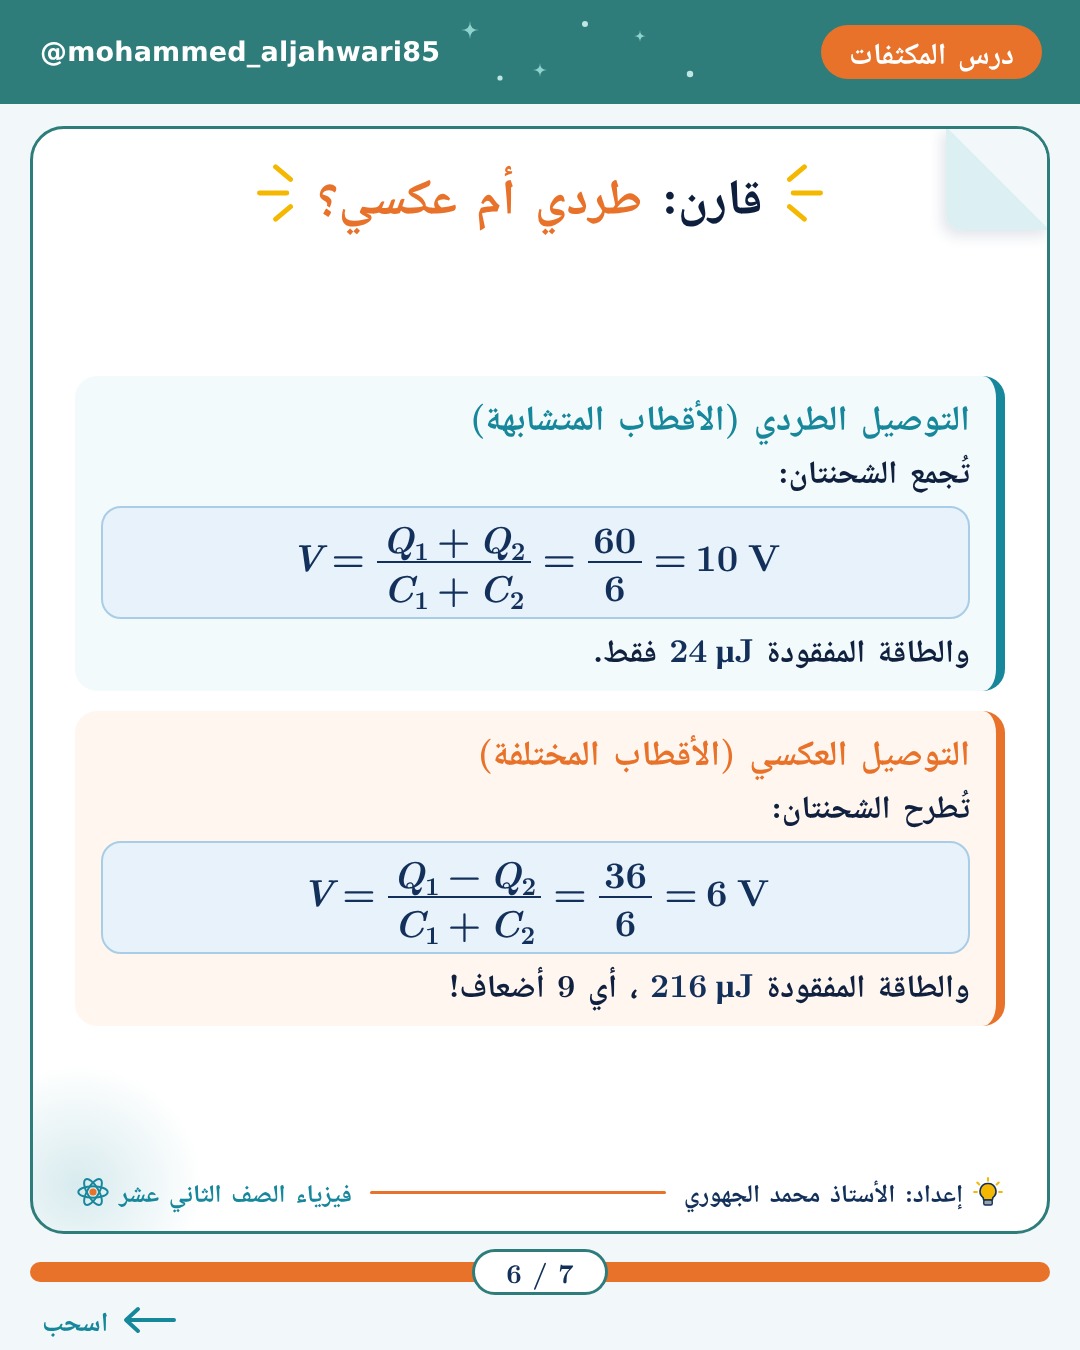 @mohammed_aljahwari85
درس المكثفات
قارن: طردي أم عكسي؟
التوصيل الطردي (الأقطاب المتشابهة)
تُجمع الشحنتان:
V = (Q₁ + Q₂) / (C₁ + C₂) = 60 / 6 = 10 V
والطاقة المفقودة 24 µJ فقط.
التوصيل العكسي (الأقطاب المختلفة)
تُطرح الشحنتان:
V = (Q₁ − Q₂) / (C₁ + C₂) = 36 / 6 = 6 V
والطاقة المفقودة 216 µJ ، أي 9 أضعاف!
إعداد: الأستاذ محمد الجهوري
فيزياء الصف الثاني عشر
6 / 7
اسحب